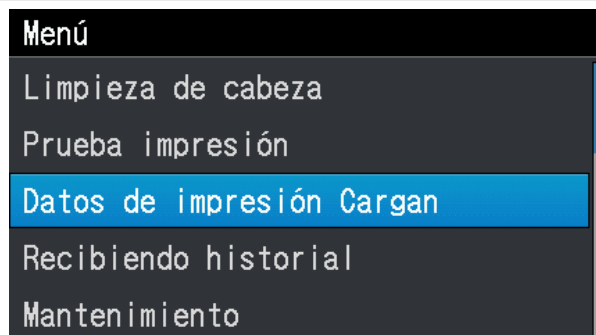 Menú
Limpieza de cabeza
Prueba impresión
Datos de impresión Cargan
Recibiendo historial
Mantenimiento